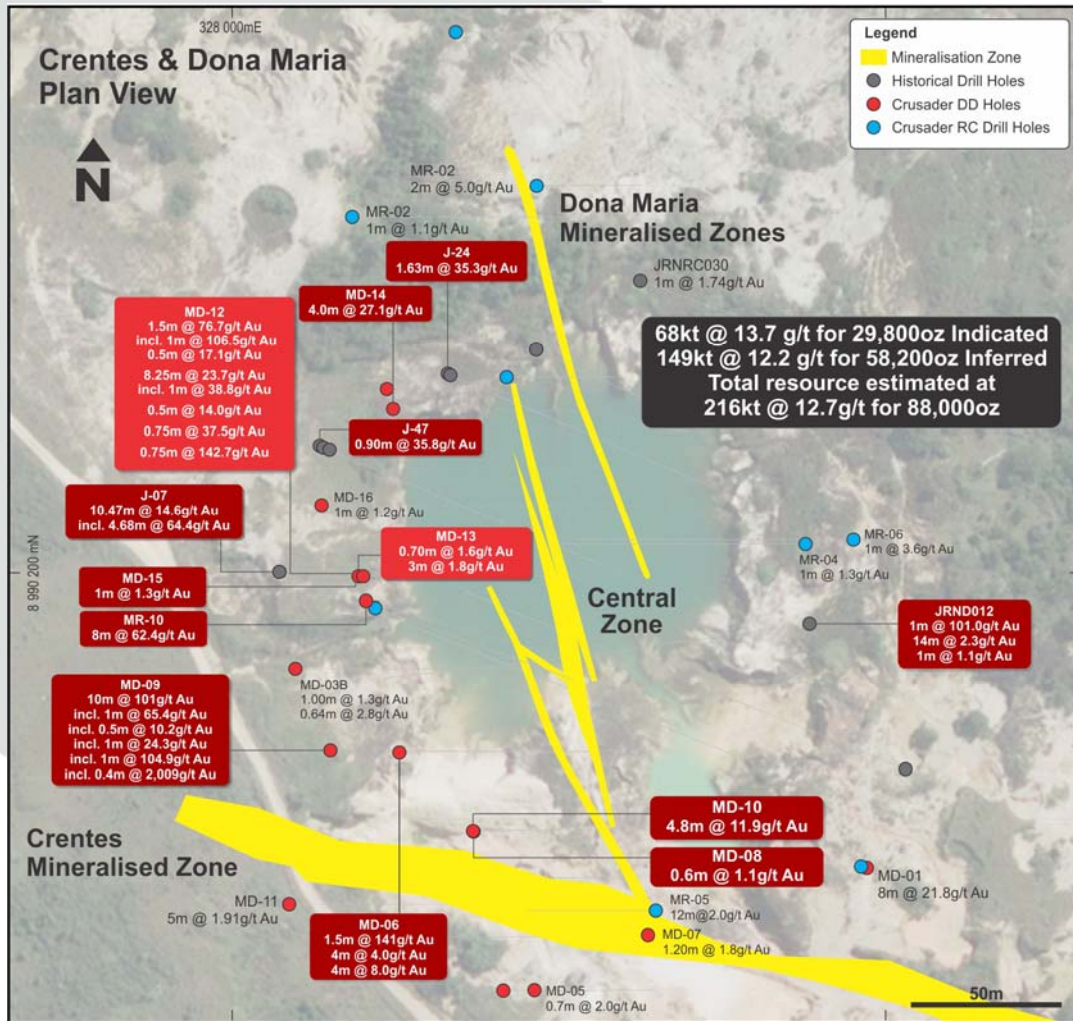 328 000mE
Crentes & Dona Maria
Plan View
N
Legend
Mineralisation Zone
Historical Drill Holes
Crusader DD Holes
Crusader RC Drill Holes
MR-02
2m @ 5.0g/t Au
MR-02
1m @ 1.1g/t Au
Dona Maria
Mineralised Zones
J-24
1.63m @ 35.3g/t Au
JRNRC030
1m @ 1.74g/t Au
MD-14
4.0m @ 27.1g/t Au
MD-12
1.5m @ 76.7g/t Au
incl. 1m @ 106.5g/t Au
0.5m @ 17.1g/t Au
8.25m @ 23.7g/t Au
incl. 1m @ 38.8g/t Au
0.5m @ 14.0g/t Au
0.75m @ 37.5g/t Au
0.75m @ 142.7g/t Au
68kt @ 13.7 g/t for 29,800oz Indicated
149kt @ 12.2 g/t for 58,200oz Inferred
Total resource estimated at
216kt @ 12.7g/t for 88,000oz
J-47
0.90m @ 35.8g/t Au
J-07
10.47m @ 14.6g/t Au
incl. 4.68m @ 64.4g/t Au
MD-16
1m @ 1.2g/t Au
MD-13
0.70m @ 1.6g/t Au
3m @ 1.8g/t Au
MR-06
1m @ 3.6g/t Au
MR-04
1m @ 1.3g/t Au
8 990 200 mN
MD-15
1m @ 1.3g/t Au
MR-10
8m @ 62.4g/t Au
Central
Zone
JRND012
1m @ 101.0g/t Au
14m @ 2.3g/t Au
1m @ 1.1g/t Au
MD-03B
1.00m @ 1.3g/t Au
0.64m @ 2.8g/t Au
MD-09
10m @ 101g/t Au
incl. 1m @ 65.4g/t Au
incl. 0.5m @ 10.2g/t Au
incl. 1m @ 24.3g/t Au
incl. 1m @ 104.9g/t Au
incl. 0.4m @ 2,009g/t Au
MD-10
4.8m @ 11.9g/t Au
MD-08
0.6m @ 1.1g/t Au
Crentes
Mineralised Zone
MD-01
8m @ 21.8g/t Au
MD-11
5m @ 1.91g/t Au
MR-05
12m@2.0g/t Au
MD-06
1.5m @ 141g/t Au
4m @ 4.0g/t Au
4m @ 8.0g/t Au
MD-07
1.20m @ 1.8g/t Au
MD-05
0.7m @ 2.0g/t Au
50m